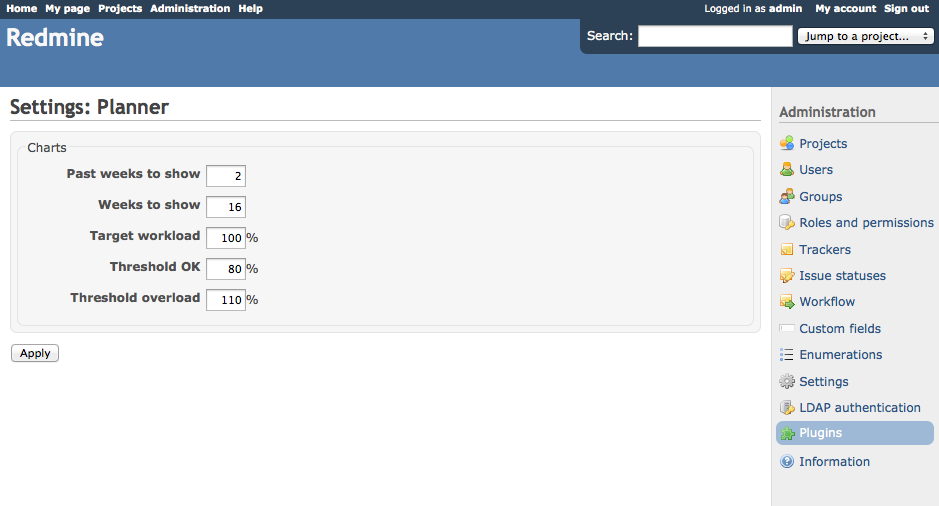 Home My page Projects Administration Help Logged in as admin My account Sign out
Redmine
Search: Jump to a project...
Settings: Planner
Charts
Past weeks to show 2
Weeks to show 16
Target workload 100 %
Threshold OK 80 %
Threshold overload 110 %
Apply
Administration
Projects
Users
Groups
Roles and permissions
Trackers
Issue statuses
Workflow
Custom fields
Enumerations
Settings
LDAP authentication
Plugins
Information